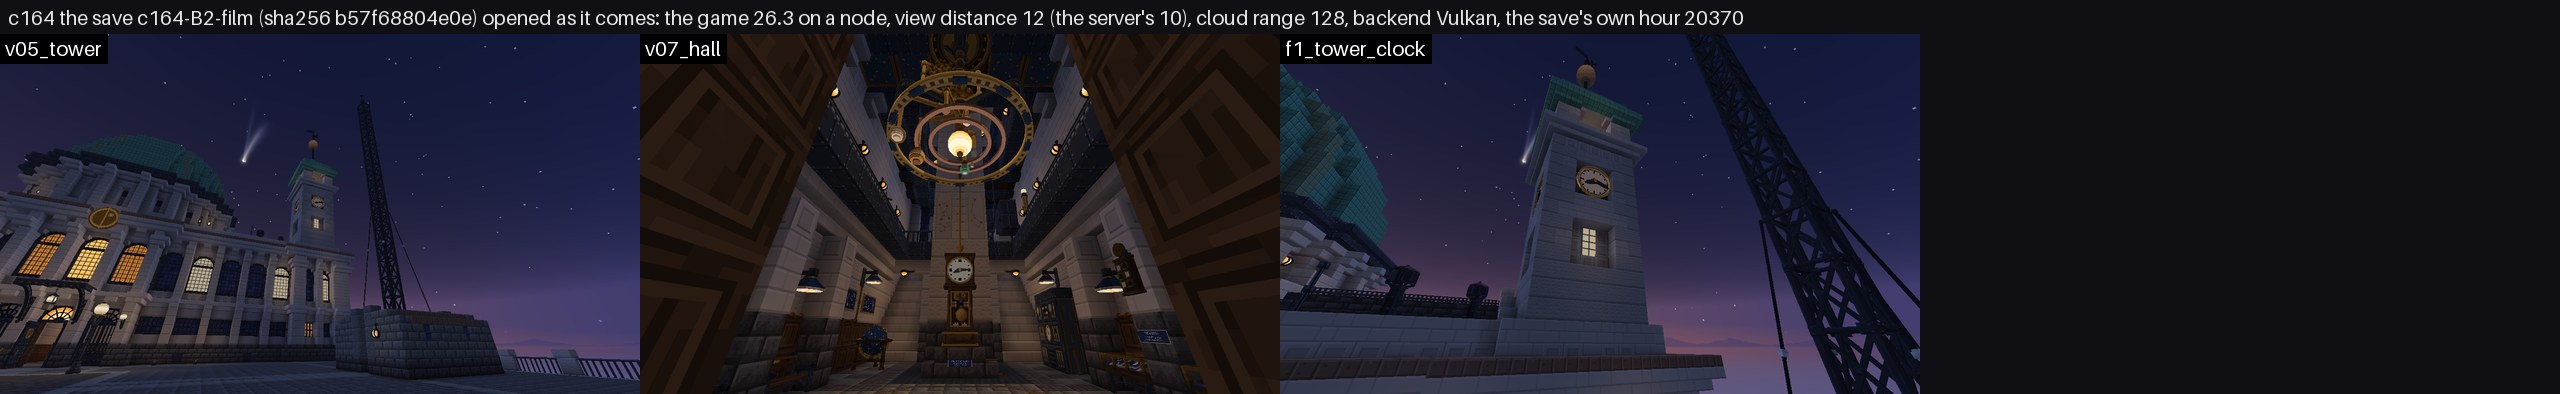 c164 the save c164-B2-film (sha256 b57f68804e0e) opened as it comes: the game 26.3 on a node, view distance 12 (the server's 10), cloud range 128, backend Vulkan, the save's own hour 20370
v05_tower
v07_hall
f1_tower_clock